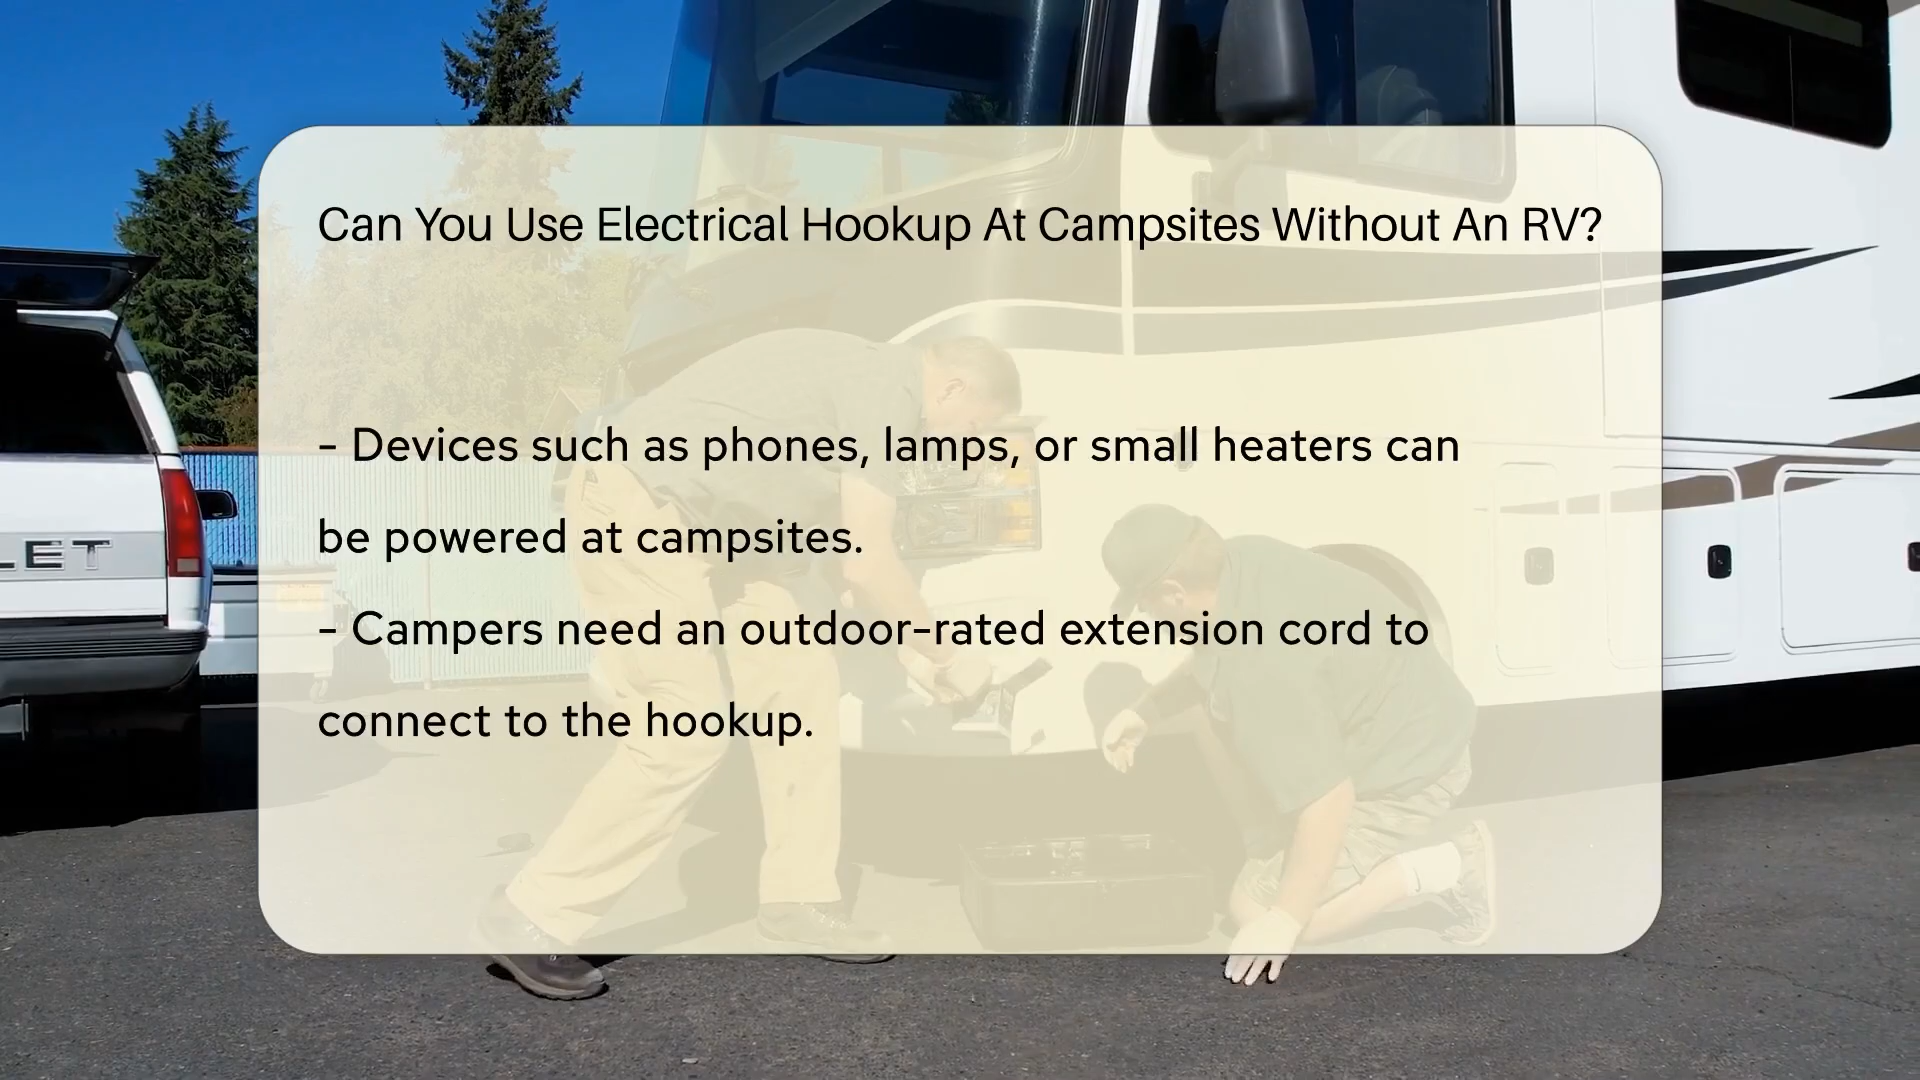 Can You Use Electrical Hookup At Campsites Without An RV?
- Devices such as phones, lamps, or small heaters can
be powered at campsites.
- Campers need an outdoor-rated extension cord to
connect to the hookup.
LET